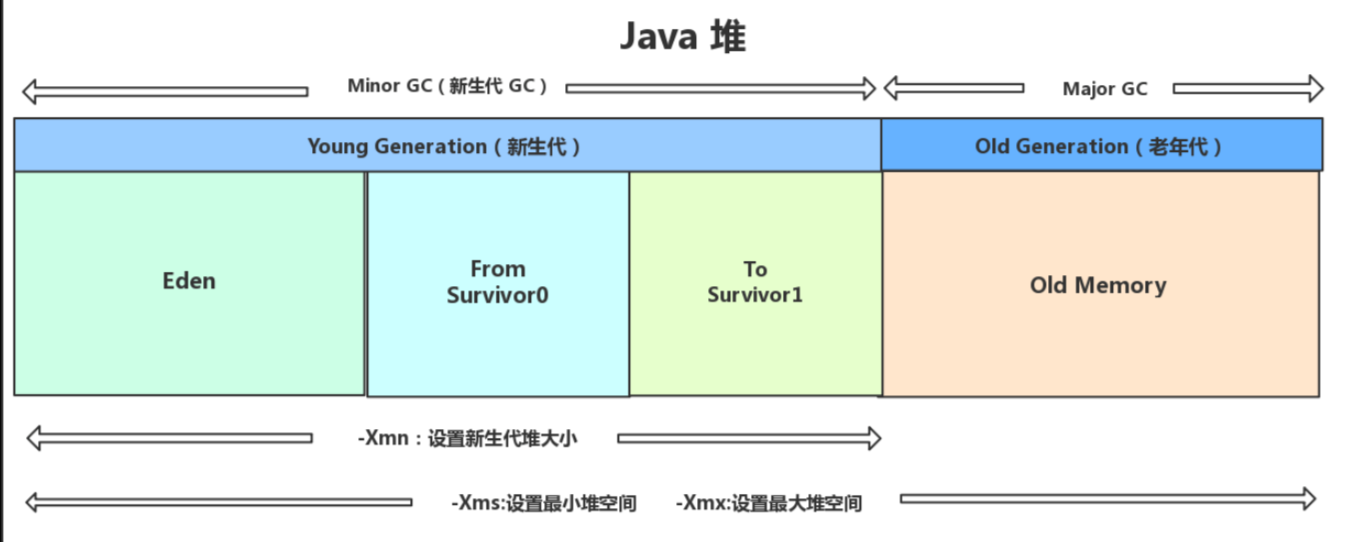 Java 堆
Minor GC（新生代 GC） Major GC
Young Generation（新生代） Old Generation（老年代）
Eden
From
Survivor0
To
Survivor1
Old Memory
-Xmn：设置新生代堆大小
-Xms:设置最小堆空间 -Xmx:设置最大堆空间